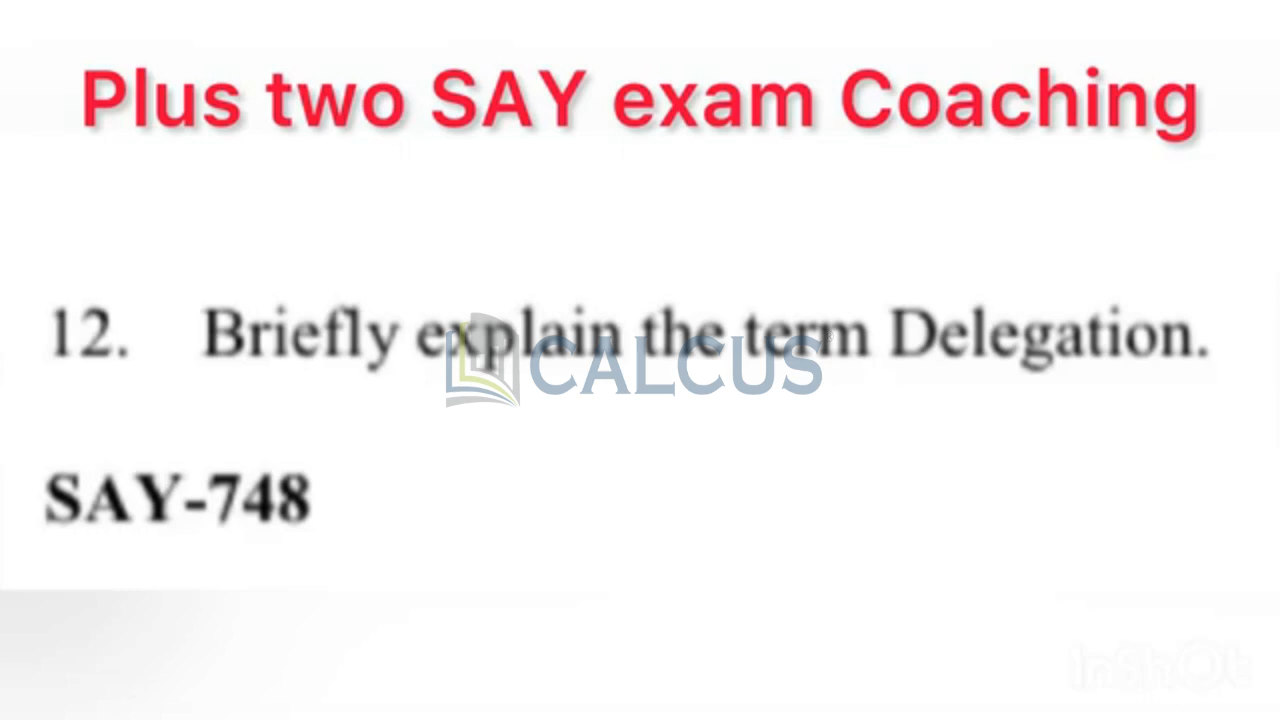 Plus two SAY exam Coaching
12. Briefly explain the term Delegation.
CALCUS
SAY-748
InShOt